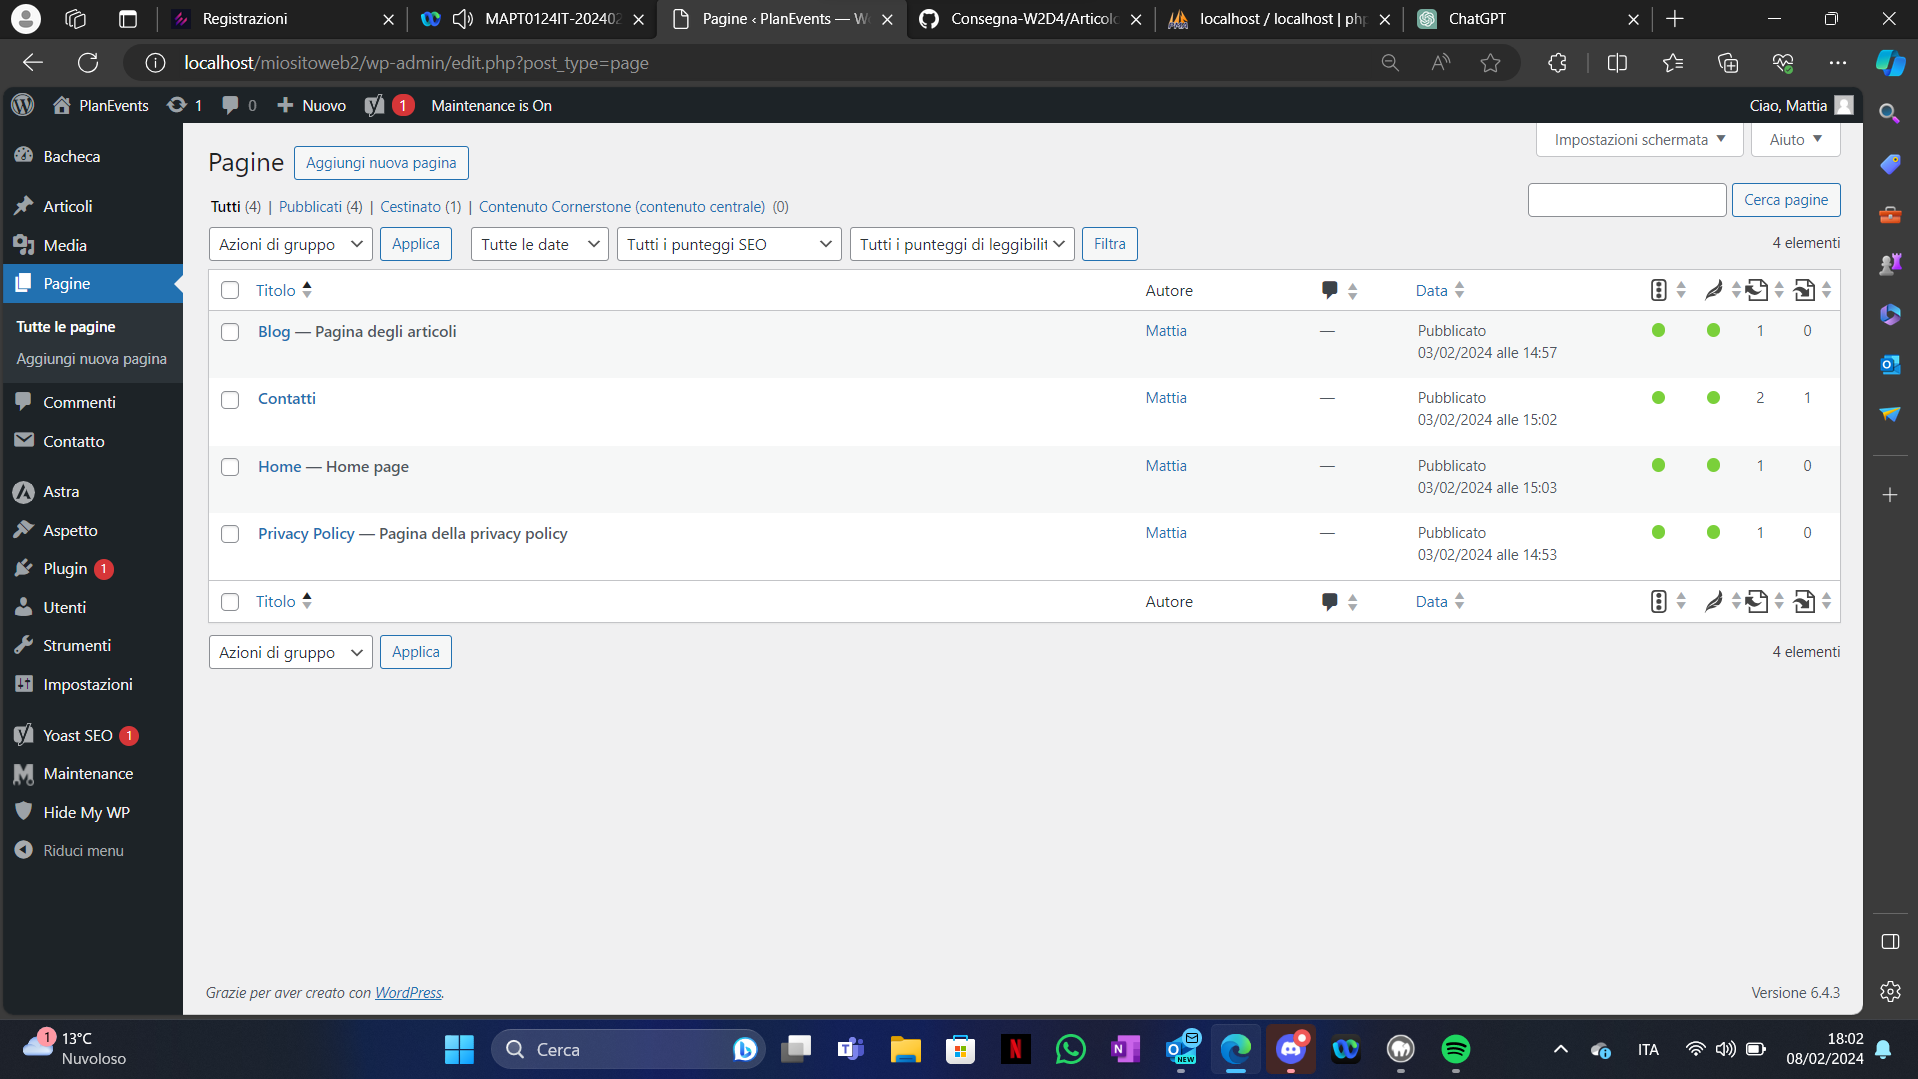 Registrazioni
MAPT0124IT-202402
Pagine ‹ PlanEvents — W
Consegna-W2D4/Articol
localhost / localhost | php
ChatGPT
localhost/miositoweb2/wp-admin/edit.php?post_type=page
PlanEvents
1
0
Nuovo
1
Maintenance is On
Ciao, Mattia
Bacheca
Articoli
Media
Pagine
Tutte le pagine
Aggiungi nuova pagina
Commenti
Contatto
Astra
Aspetto
Plugin 1
Utenti
Strumenti
Impostazioni
Yoast SEO 1
Maintenance
Hide My WP
Riduci menu
Impostazioni schermata
Aiuto
Pagine
Aggiungi nuova pagina
Tutti (4) | Pubblicati (4) | Cestinato (1) | Contenuto Cornerstone (contenuto centrale) (0)
Cerca pagine
Azioni di gruppo
Applica
Tutte le date
Tutti i punteggi SEO
Tutti i punteggi di leggibilit
Filtra
4 elementi
Titolo Autore Data
Blog — Pagina degli articoli Mattia — Pubblicato 1 0
03/02/2024 alle 14:57
Contatti Mattia — Pubblicato 2 1
03/02/2024 alle 15:02
Home — Home page Mattia — Pubblicato 1 0
03/02/2024 alle 15:03
Privacy Policy — Pagina della privacy policy Mattia — Pubblicato 1 0
03/02/2024 alle 14:53
Titolo Autore Data
Azioni di gruppo
Applica
4 elementi
Grazie per aver creato con WordPress.
Versione 6.4.3
1
13°C
Nuvoloso
Cerca
NEW
ITA
18:02
08/02/2024